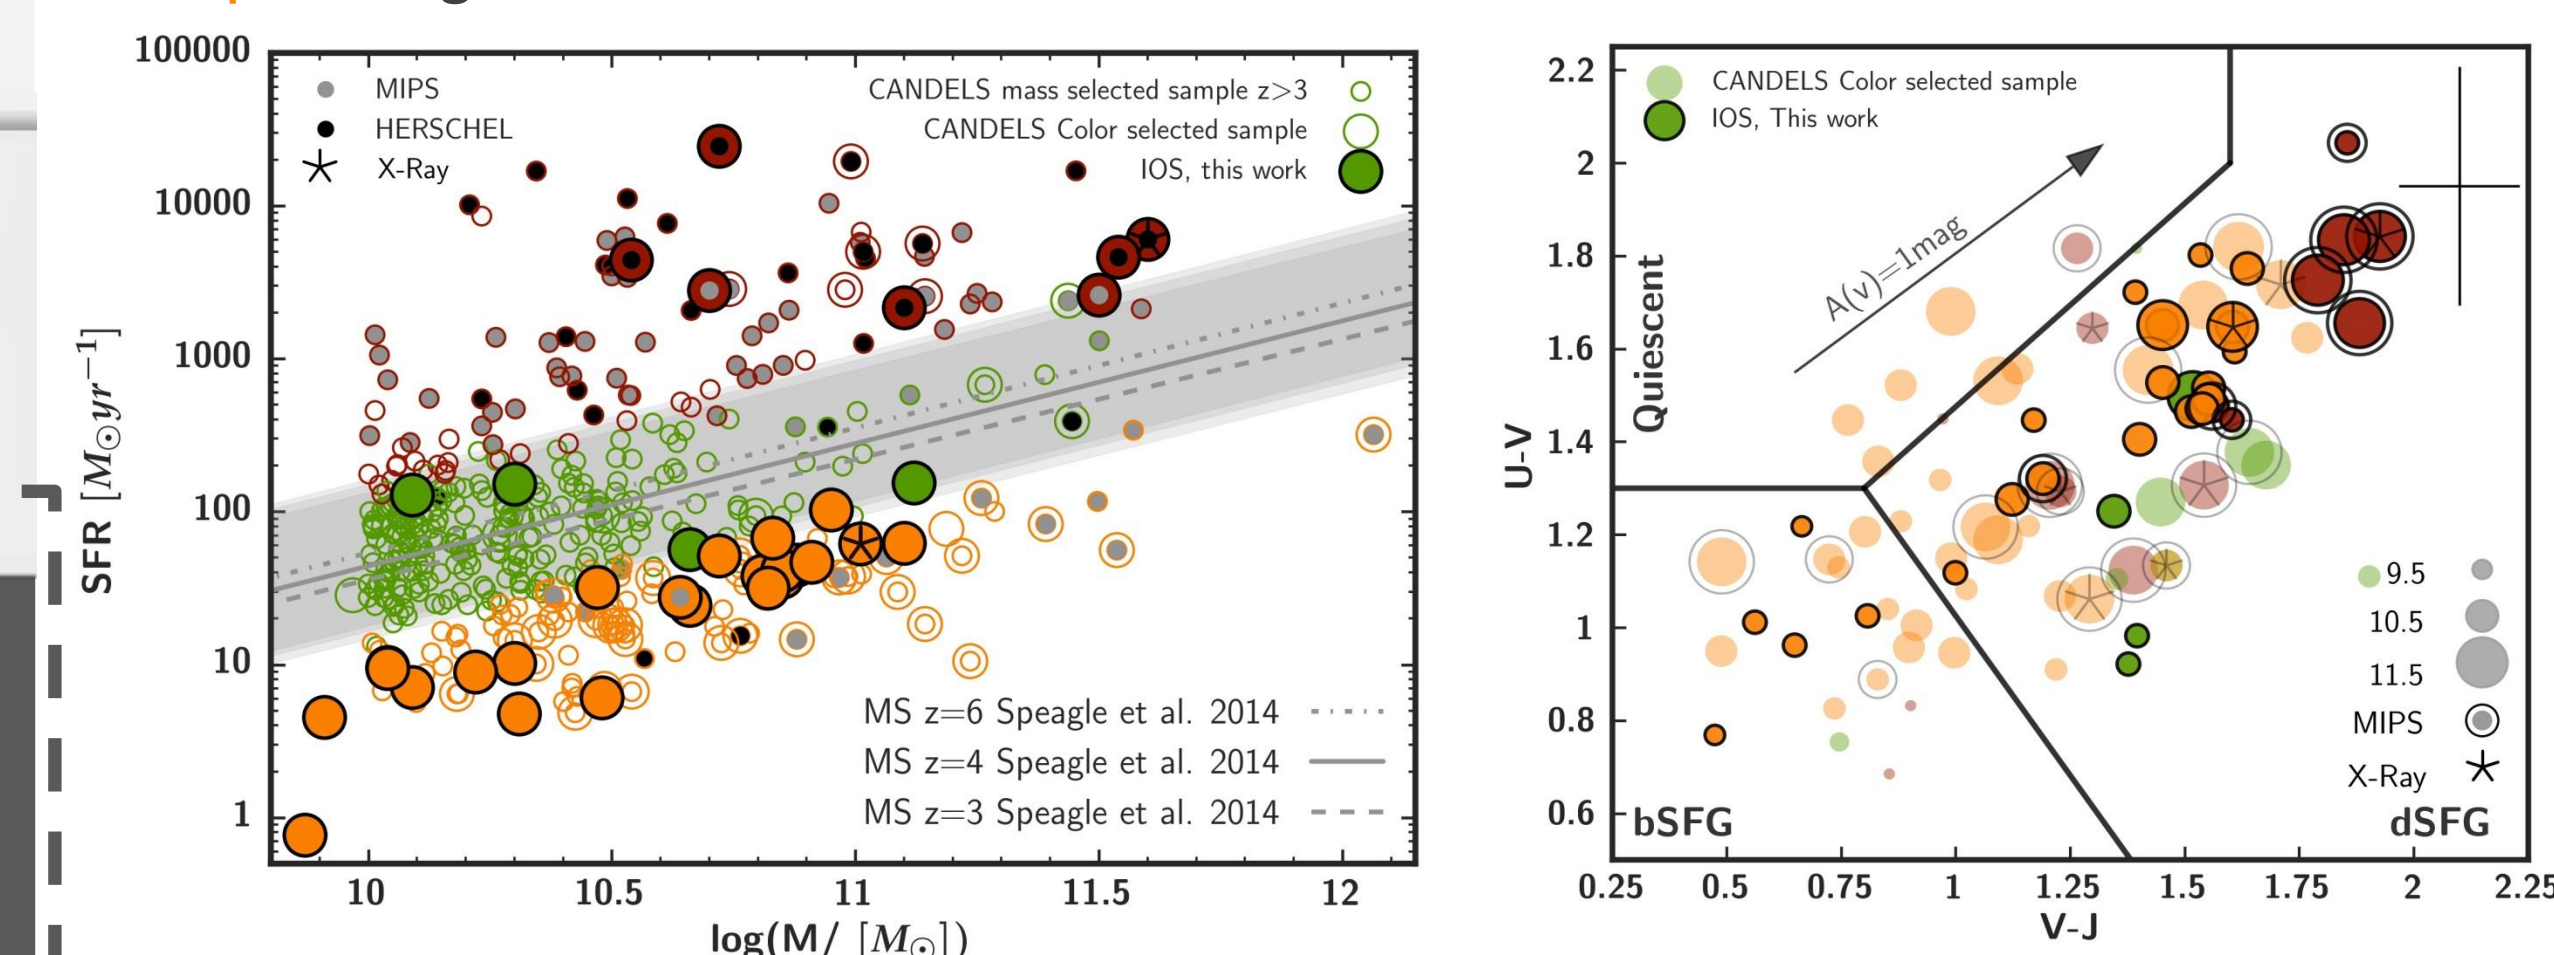 100000
10000
1000
100
10
1
SFR [M⊙yr⁻¹]
MIPS
HERSCHEL
X-Ray
CANDELS mass selected sample z>3
CANDELS Color selected sample
IOS, this work
MS z=6 Speagle et al. 2014
MS z=4 Speagle et al. 2014
MS z=3 Speagle et al. 2014
10 10.5 11 11.5 12
log(M/ [M⊙])
2.2
2
1.8
1.6
1.4
1.2
1
0.8
0.6
U-V
CANDELS Color selected sample
IOS, This work
A(v)=1mag
Quiescent
9.5
10.5
11.5
MIPS
X-Ray
bSFG
dSFG
0.25 0.5 0.75 1 1.25 1.5 1.75 2 2.25
V-J